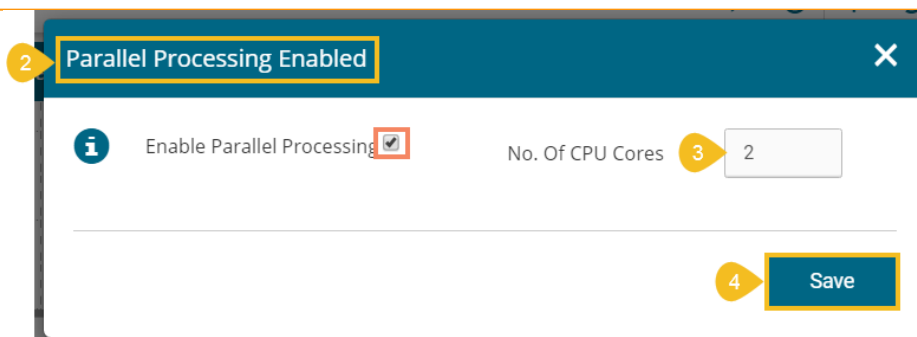 2 Parallel Processing Enabled
Enable Parallel Processing No. Of CPU Cores 3 2
4 Save